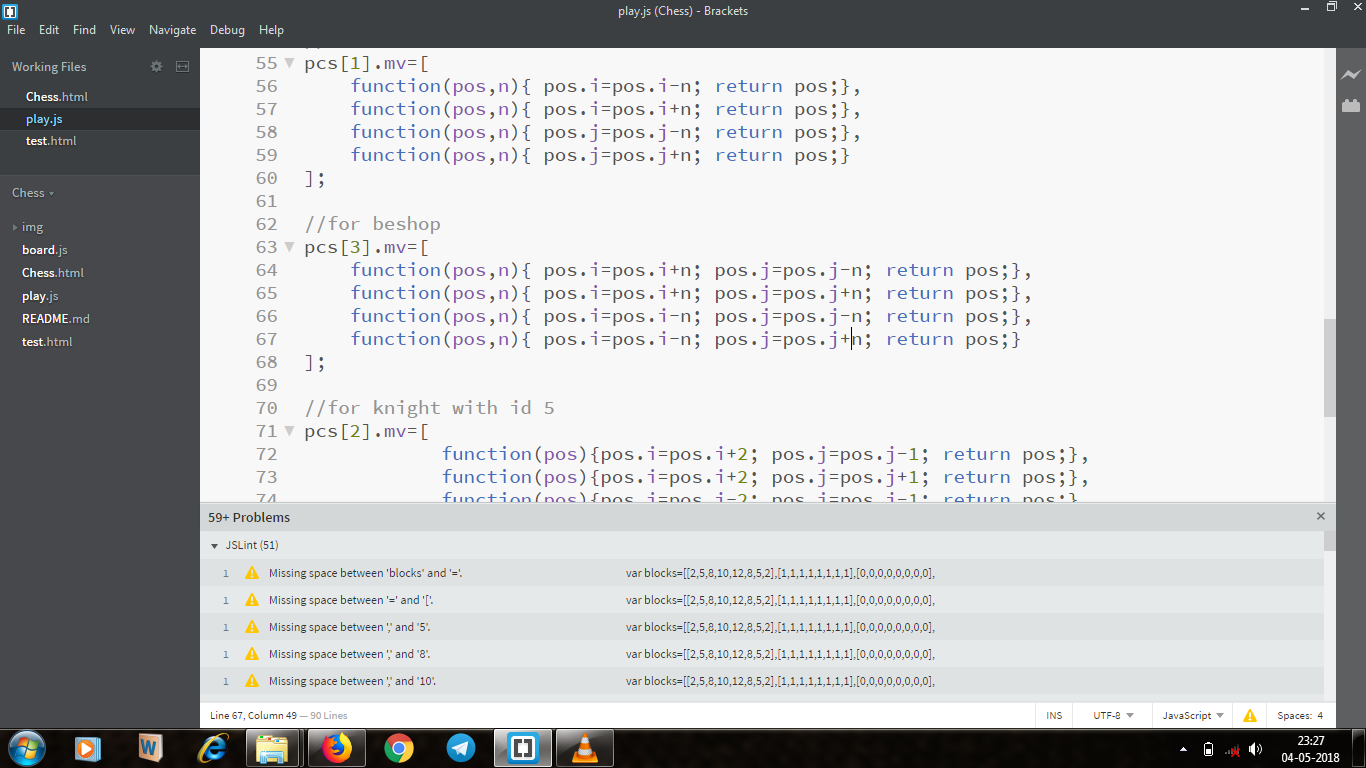 play.js (Chess) - Brackets
File Edit Find View Navigate Debug Help
Working Files
Chess.html
play.js
test.html
Chess
img
board.js
Chess.html
play.js
README.md
test.html
55 pcs[1].mv=[
56 function(pos,n){ pos.i=pos.i-n; return pos;},
57 function(pos,n){ pos.i=pos.i+n; return pos;},
58 function(pos,n){ pos.j=pos.j-n; return pos;},
59 function(pos,n){ pos.j=pos.j+n; return pos;}
60 ];
61
62 //for beshop
63 pcs[3].mv=[
64 function(pos,n){ pos.i=pos.i+n; pos.j=pos.j-n; return pos;},
65 function(pos,n){ pos.i=pos.i+n; pos.j=pos.j+n; return pos;},
66 function(pos,n){ pos.i=pos.i-n; pos.j=pos.j-n; return pos;},
67 function(pos,n){ pos.i=pos.i-n; pos.j=pos.j+n; return pos;}
68 ];
69
70 //for knight with id 5
71 pcs[2].mv=[
72 function(pos){pos.i=pos.i+2; pos.j=pos.j-1; return pos;},
73 function(pos){pos.i=pos.i+2; pos.j=pos.j+1; return pos;},
74 function(pos){pos.i=pos.i-2; pos.j=pos.j-1; return pos;}
59+ Problems
JSLint (51)
1 Missing space between 'blocks' and '='. var blocks=[[2,5,8,10,12,8,5,2],[1,1,1,1,1,1,1,1],[0,0,0,0,0,0,0,0],
1 Missing space between '=' and '['. var blocks=[[2,5,8,10,12,8,5,2],[1,1,1,1,1,1,1,1],[0,0,0,0,0,0,0,0],
1 Missing space between ',' and '5'. var blocks=[[2,5,8,10,12,8,5,2],[1,1,1,1,1,1,1,1],[0,0,0,0,0,0,0,0],
1 Missing space between ',' and '8'. var blocks=[[2,5,8,10,12,8,5,2],[1,1,1,1,1,1,1,1],[0,0,0,0,0,0,0,0],
1 Missing space between ',' and '10'. var blocks=[[2,5,8,10,12,8,5,2],[1,1,1,1,1,1,1,1],[0,0,0,0,0,0,0,0],
Line 67, Column 49 — 90 Lines INS UTF-8 JavaScript Spaces: 4
23:27
04-05-2018